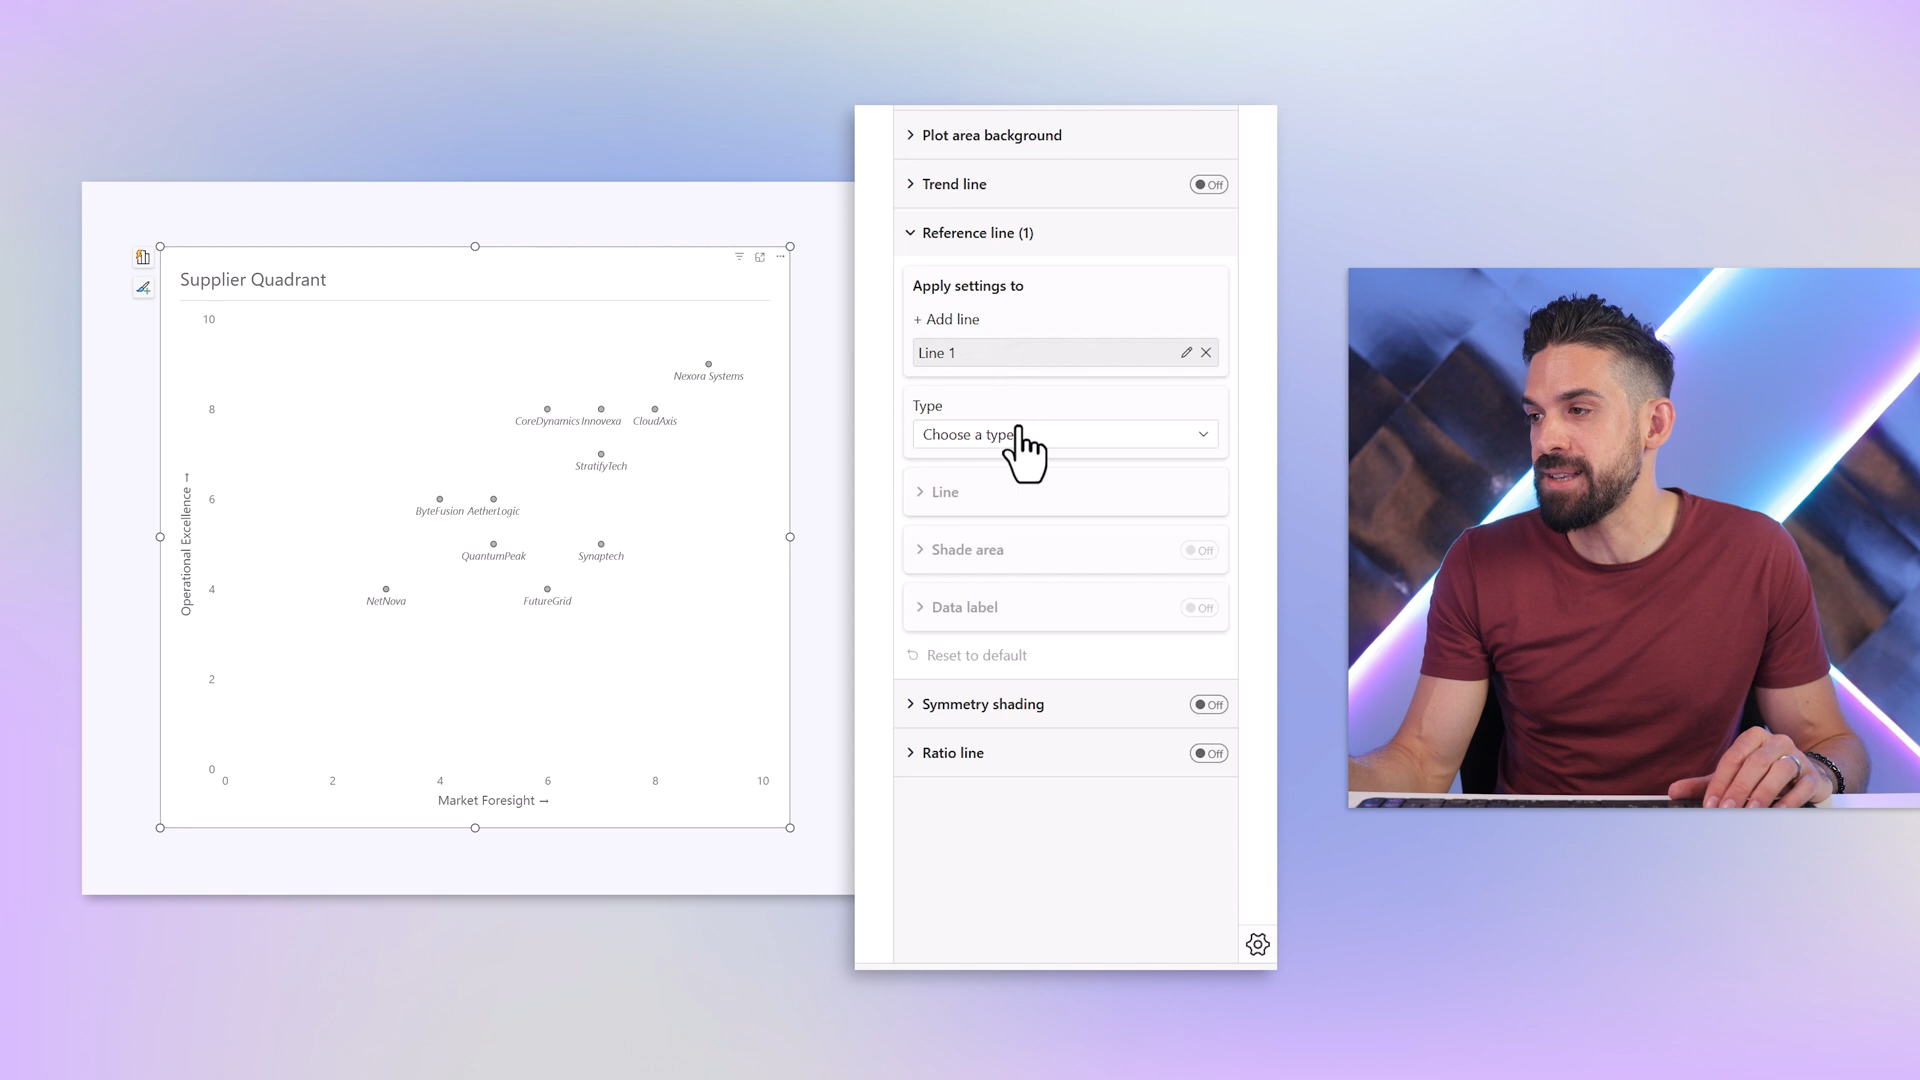 Supplier Quadrant
10
8
6
4
2
0
0 2 4 6 8 10
Operational Excellence →
Market Foresight →
Nexora Systems
CoreDynamics Innovexa CloudAxis
StratifyTech
ByteFusion AetherLogic
QuantumPeak Synaptech
NetNova FutureGrid
Plot area background
Trend line Off
Reference line (1)
Apply settings to
+ Add line
Line 1
Type
Choose a type
Line
Shade area Off
Data label Off
Reset to default
Symmetry shading Off
Ratio line Off